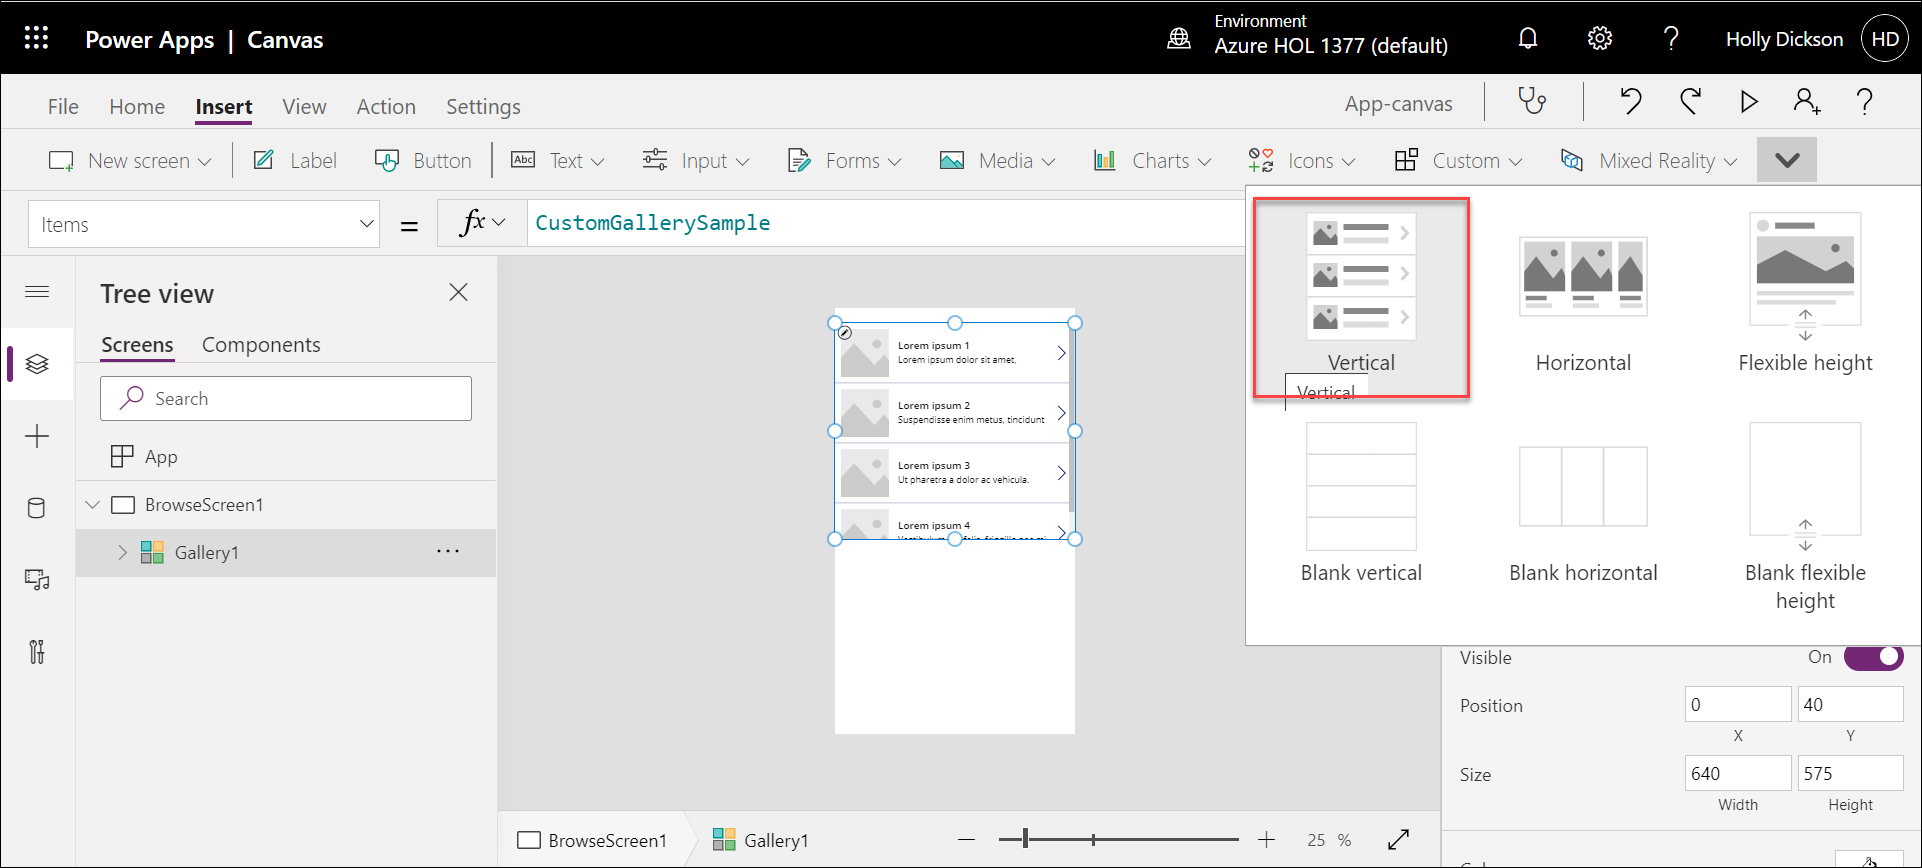 Power Apps | Canvas
Environment
Azure HOL 1377 (default)
?
Holly Dickson
HD
File
Home
Insert
View
Action
Settings
App-canvas
?
New screen
Label
Button
Abc
Text
Input
Forms
Media
Charts
Icons
Custom
Mixed Reality
Items
=
fx
CustomGallerySample
Tree view
Screens
Components
Search
App
BrowseScreen1
Gallery1
...
Lorem ipsum 1
Lorem ipsum dolor sit amet,
Lorem ipsum 2
Suspendisse enim metus, tincidunt
Lorem ipsum 3
Ut pharetra a dolor ac vehicula.
Lorem ipsum 4
Vertical
Horizontal
Flexible height
Vertical
Blank vertical
Blank horizontal
Blank flexible
height
Visible
On
Position
0
40
X
Y
Size
640
575
Width
Height
BrowseScreen1
Gallery1
25 %